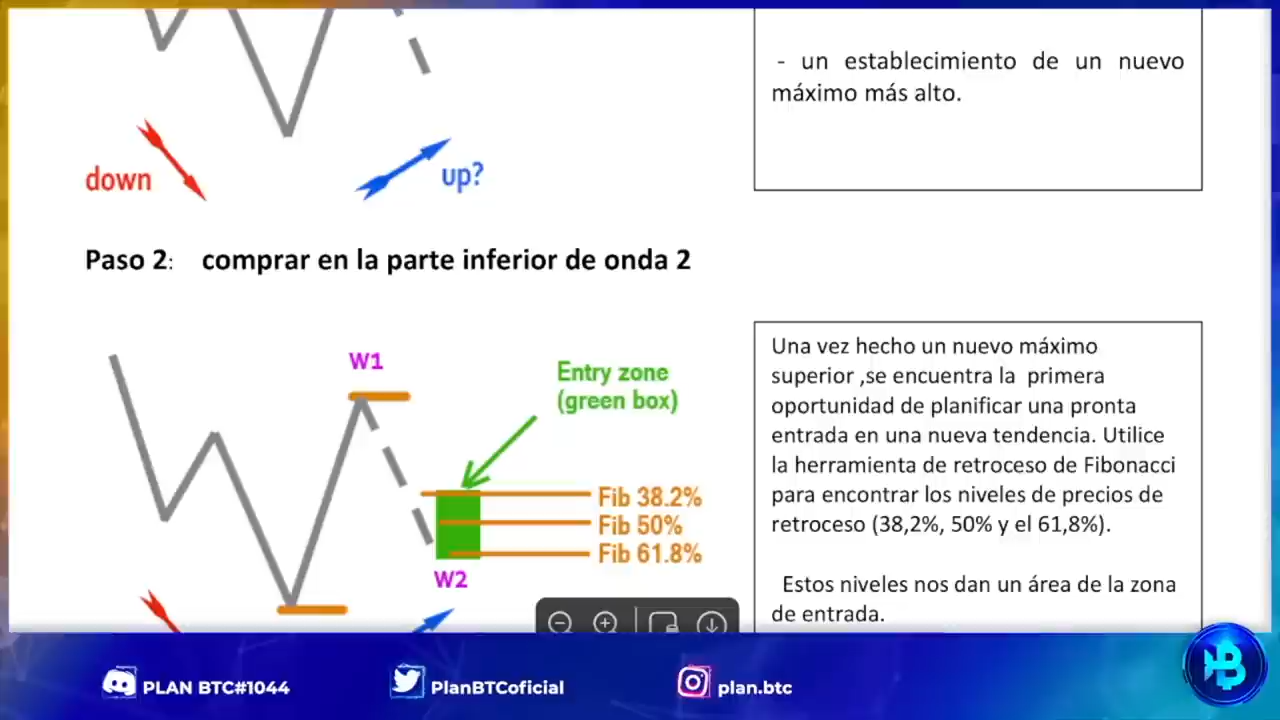 - un establecimiento de un nuevo
máximo más alto.
down
up?
Paso 2: comprar en la parte inferior de onda 2
W1
Entry zone
(green box)
Fib 38.2%
Fib 50%
Fib 61.8%
W2
Una vez hecho un nuevo máximo
superior ,se encuentra la primera
oportunidad de planificar una pronta
entrada en una nueva tendencia. Utilice
la herramienta de retroceso de Fibonacci
para encontrar los niveles de precios de
retroceso (38,2%, 50% y el 61,8%).
Estos niveles nos dan un área de la zona
de entrada.
PLAN BTC#1044
PlanBTCoficial
plan.btc